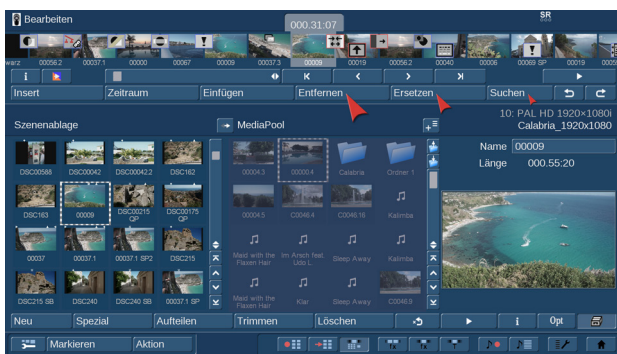 Bearbeiten
000.31:07
SR
warz 00056.2 00037.1 00000 00067 00009 00037.3 00009 00019 00056.2 00040 00006 00069 SP 00019
i
Insert Zeitraum Einfügen Entfernen Ersetzen Suchen
10: PAL HD 1920×1080i
Szenenablage MediaPool Calabria_1920x1080
Name 00009
Länge 000.55:20
DSC00588 DSC00042 DSC00042.2 DSC162 00004.3 00000.4 Calabria Ordner 1
DSC163 00009 DSC00215 QP DSC00175 QP 00004.5 C0046.4 C0046.16 Kalimba
00037 00037.1 00037.1 SP2 DSC215 Maid with the Flaxen Hair Im Arsch feat. Udo L Sleep Away Kalimba
DSC215 SB DSC240 DSC240 SB 00037.1 SP Maid with the Flaxen Hair Klar Sleep Away C0046.8
Neu Spezial Aufteilen Trimmen Löschen i Opt
Markieren Aktion